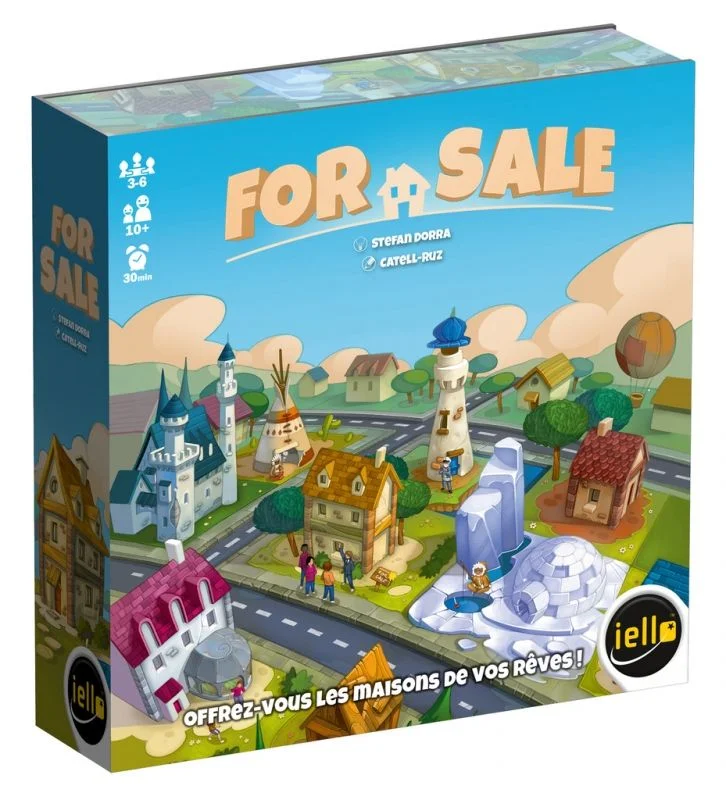 3-6
10+
30min
FOR SALE
STEFAN DORRA
CATELL-RUZ
FOR
SALE
STEFAN DORRA
CATELL-RUZ
OFFREZ-VOUS LES MAISONS DE VOS RÊVES !
iello
iello